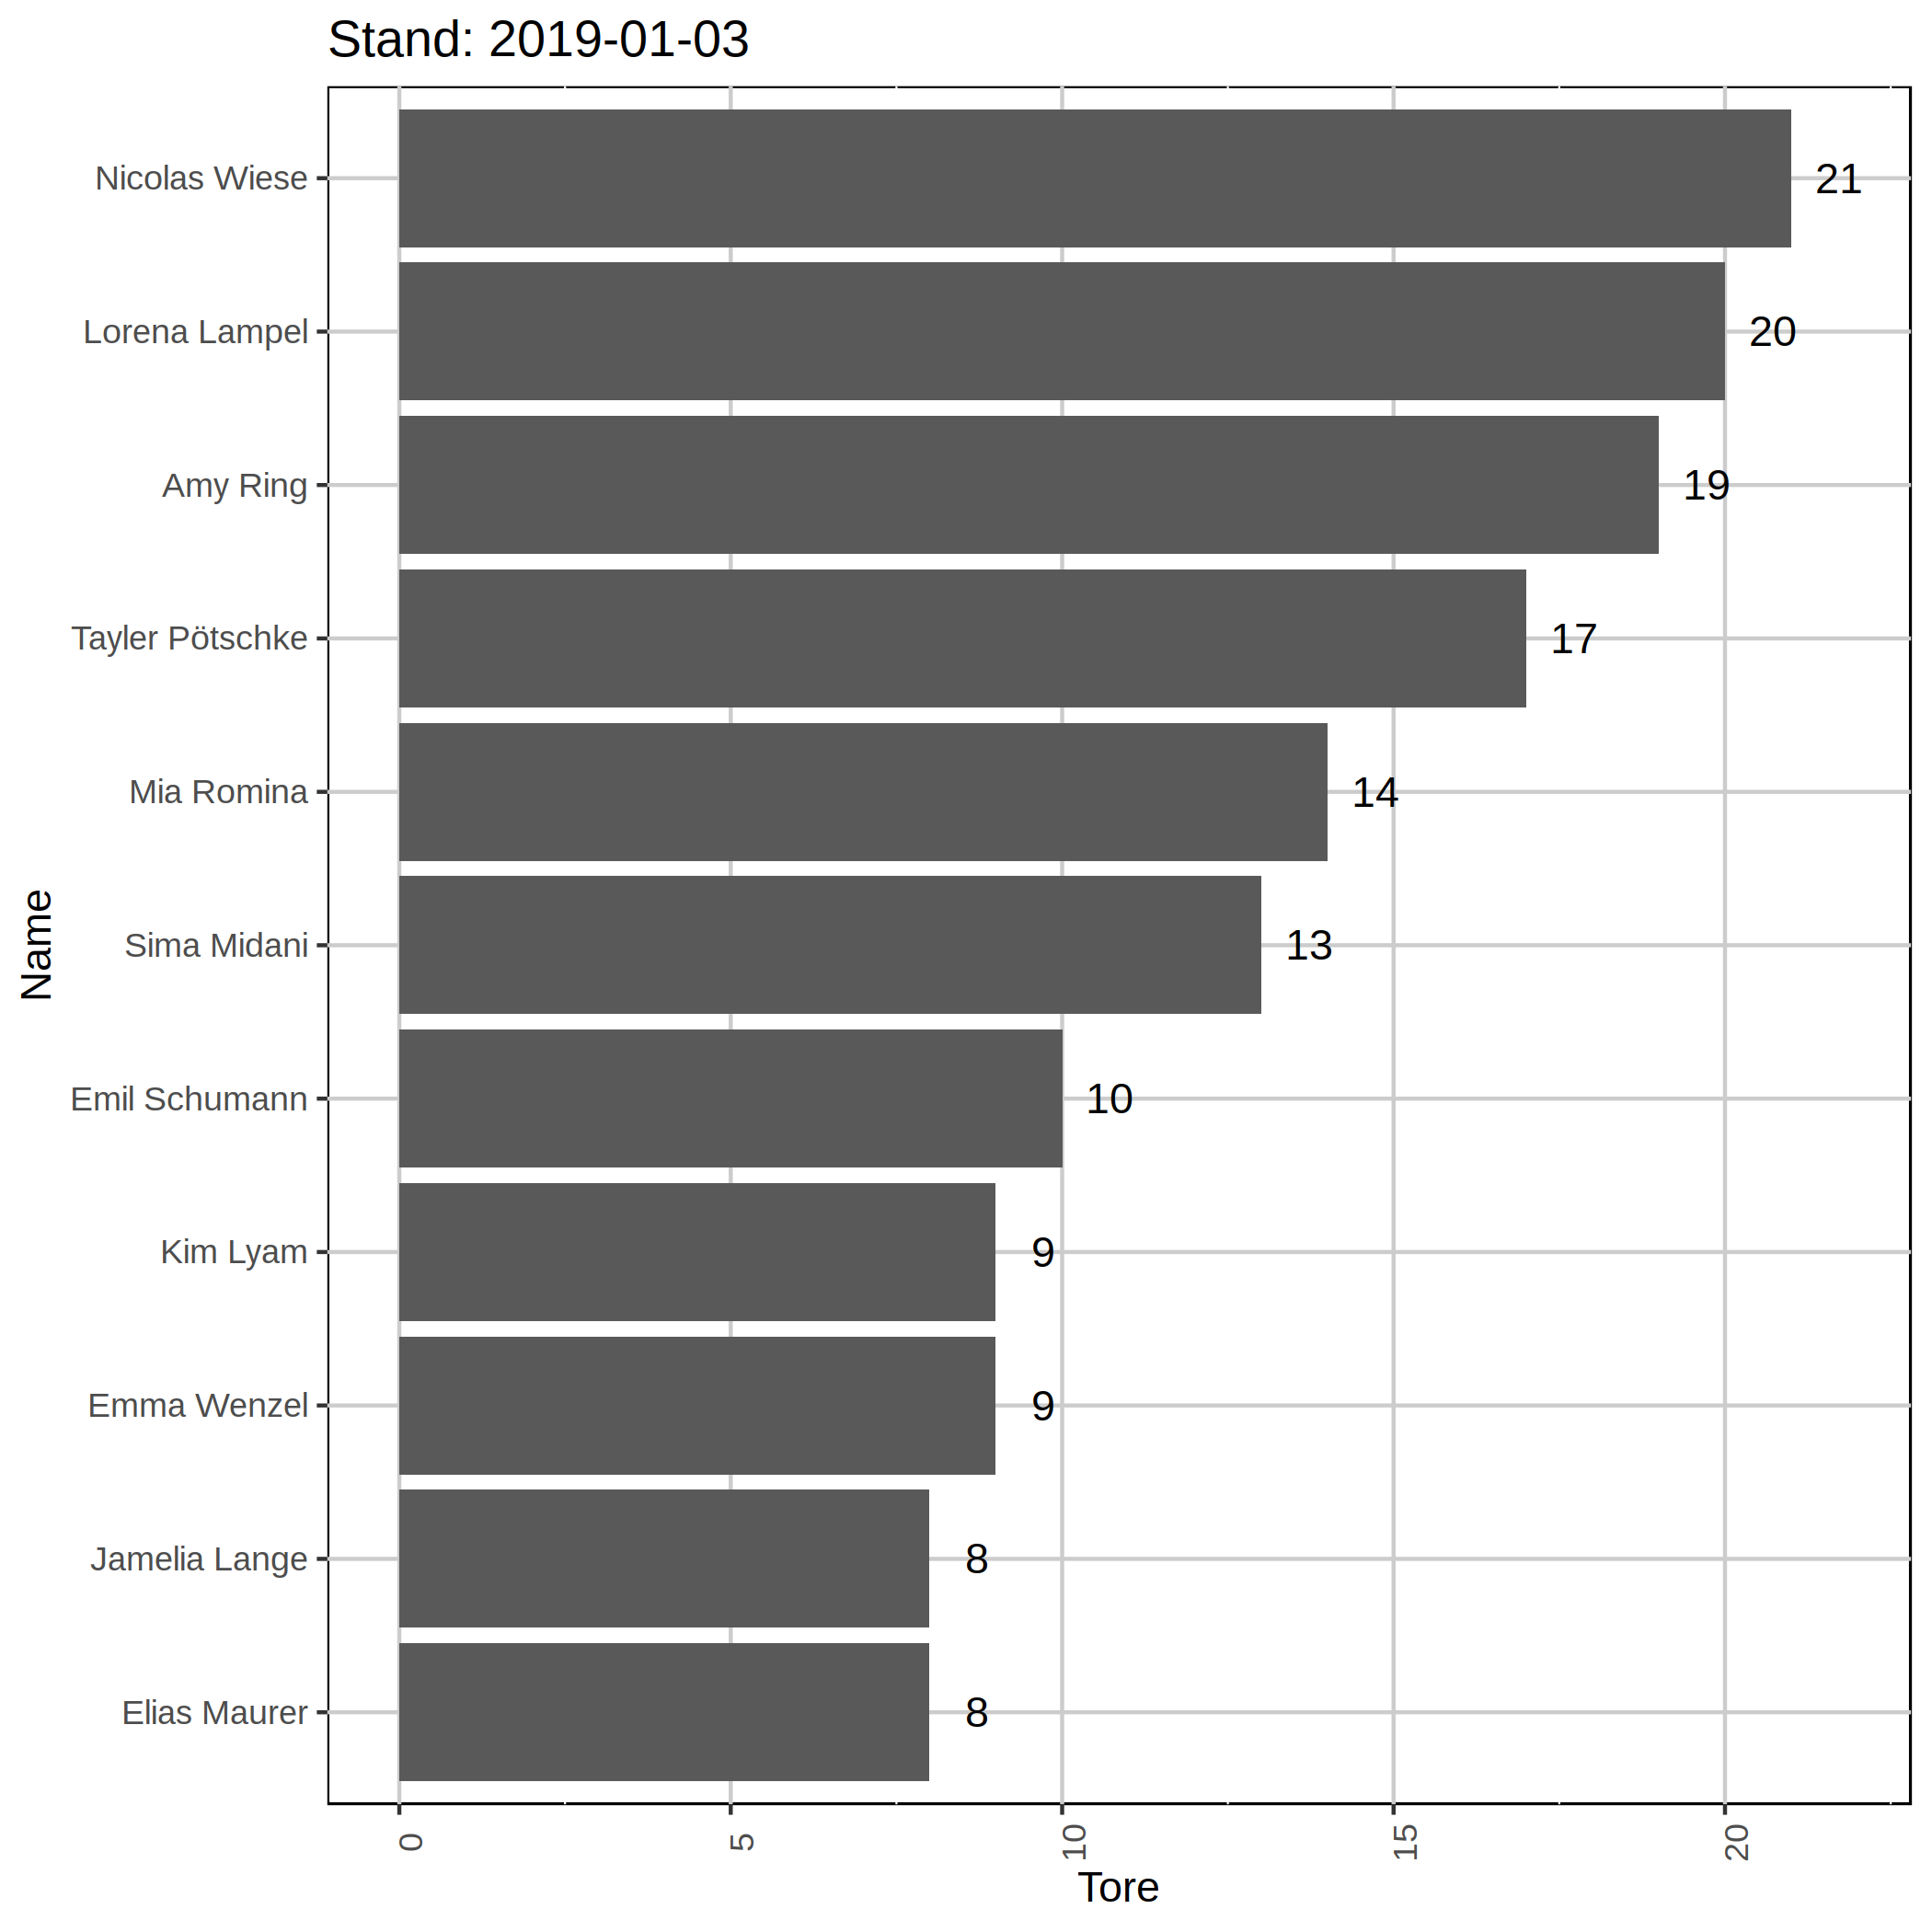 Stand: 2019-01-03
Nicolas Wiese 21
Lorena Lampel 20
Amy Ring 19
Tayler Pötschke 17
Mia Romina 14
Sima Midani 13
Emil Schumann 10
Kim Lyam 9
Emma Wenzel 9
Jamelia Lange 8
Elias Maurer 8
Name
0 5 10 15 20
Tore